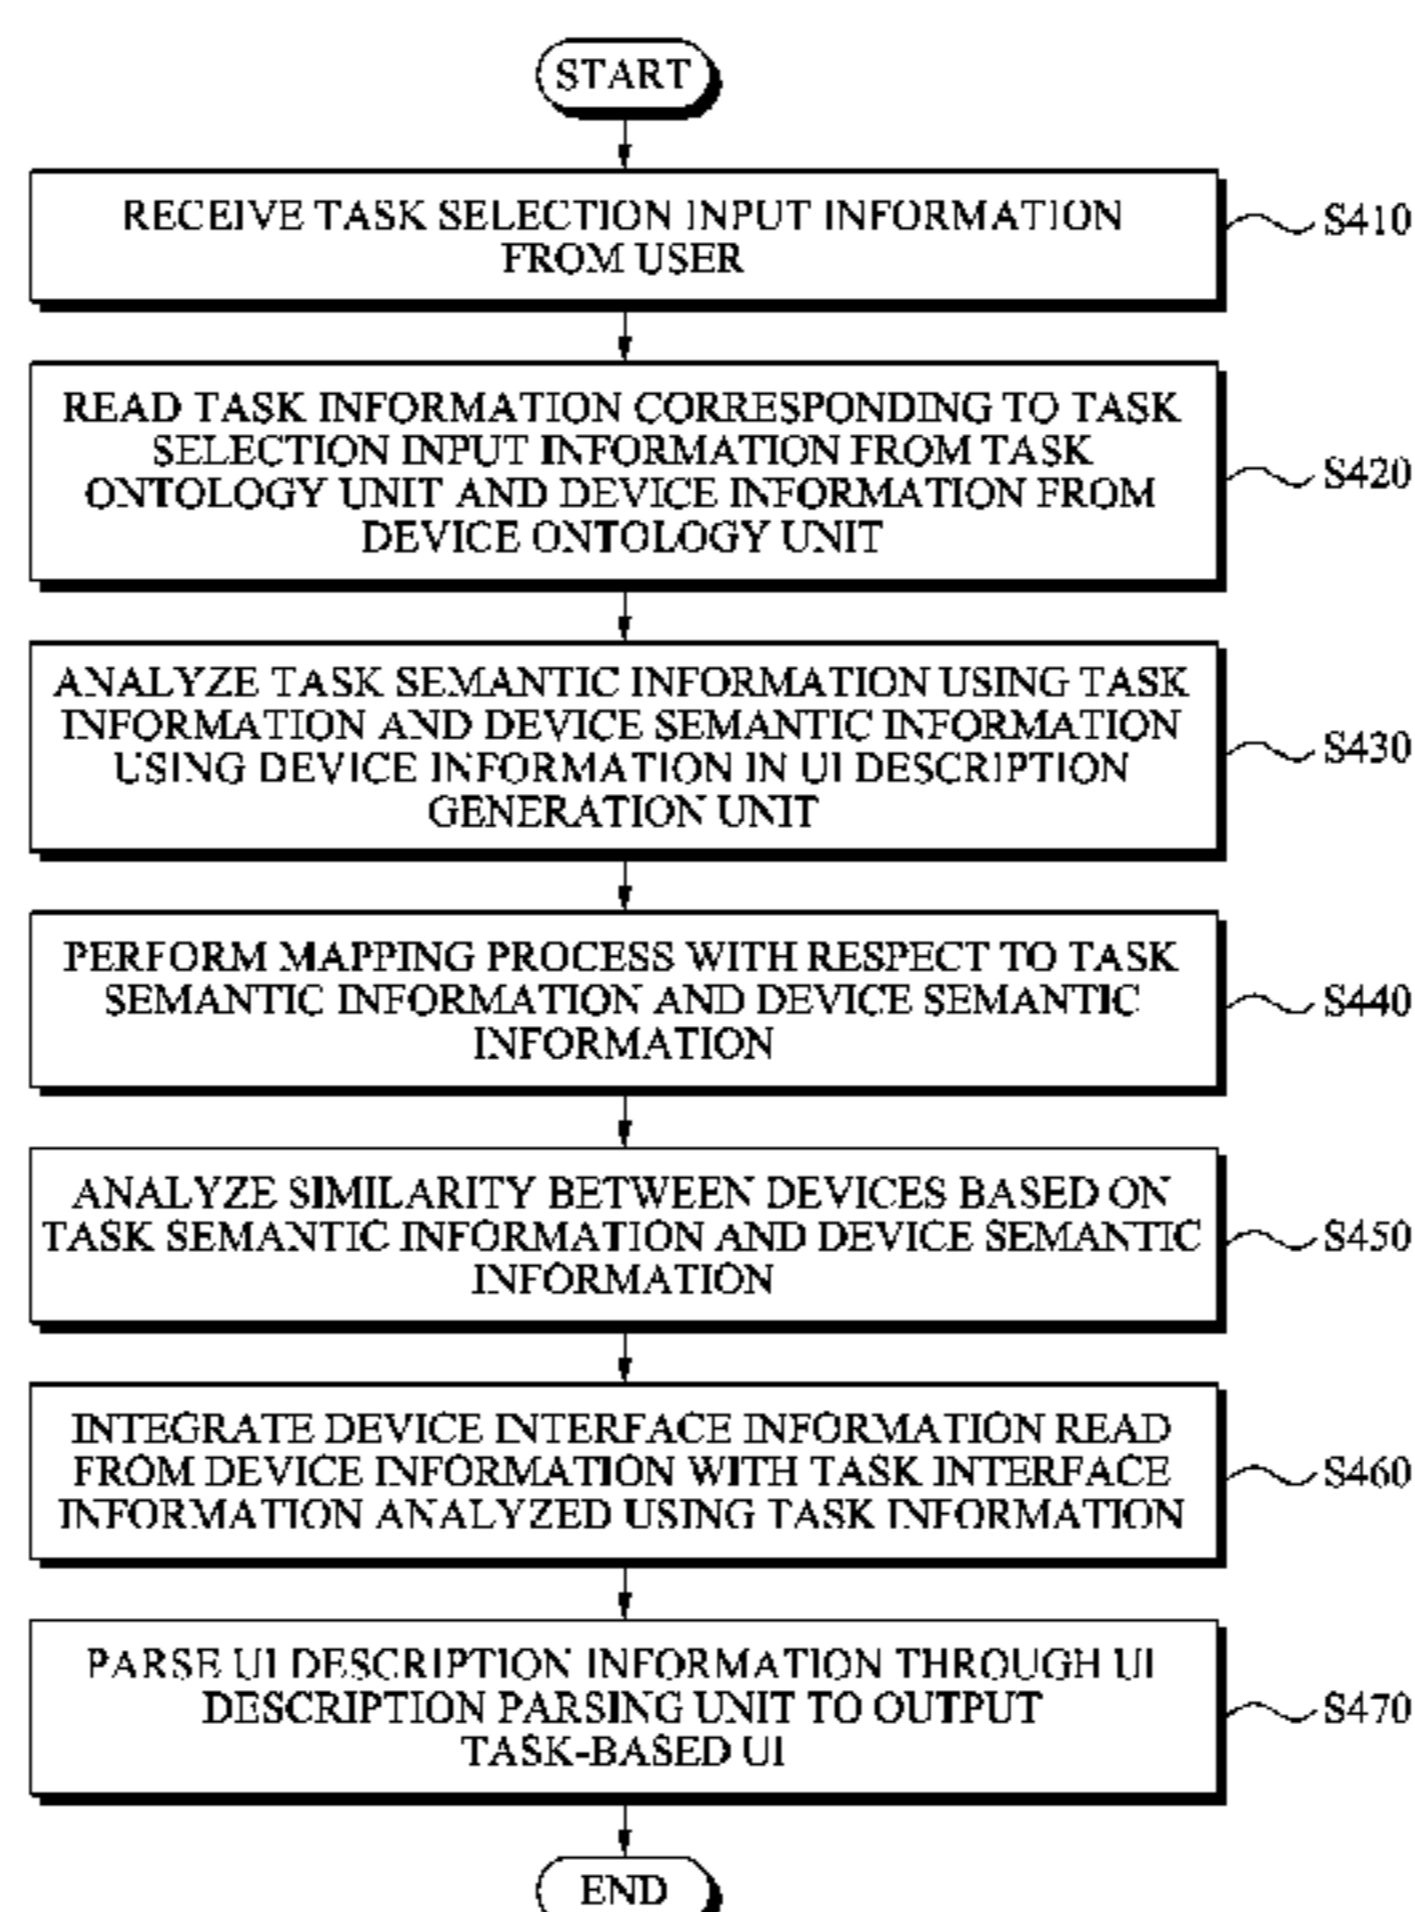 START
RECEIVE TASK SELECTION INPUT INFORMATION
FROM USER
S410
READ TASK INFORMATION CORRESPONDING TO TASK
SELECTION INPUT INFORMATION FROM TASK
ONTOLOGY UNIT AND DEVICE INFORMATION FROM
DEVICE ONTOLOGY UNIT
S420
ANALYZE TASK SEMANTIC INFORMATION USING TASK
INFORMATION AND DEVICE SEMANTIC INFORMATION
USING DEVICE INFORMATION IN UI DESCRIPTION
GENERATION UNIT
S430
PERFORM MAPPING PROCESS WITH RESPECT TO TASK
SEMANTIC INFORMATION AND DEVICE SEMANTIC
INFORMATION
S440
ANALYZE SIMILARITY BETWEEN DEVICES BASED ON
TASK SEMANTIC INFORMATION AND DEVICE SEMANTIC
INFORMATION
S450
INTEGRATE DEVICE INTERFACE INFORMATION READ
FROM DEVICE INFORMATION WITH TASK INTERFACE
INFORMATION ANALYZED USING TASK INFORMATION
S460
PARSE UI DESCRIPTION INFORMATION THROUGH UI
DESCRIPTION PARSING UNIT TO OUTPUT
TASK-BASED UI
S470
END